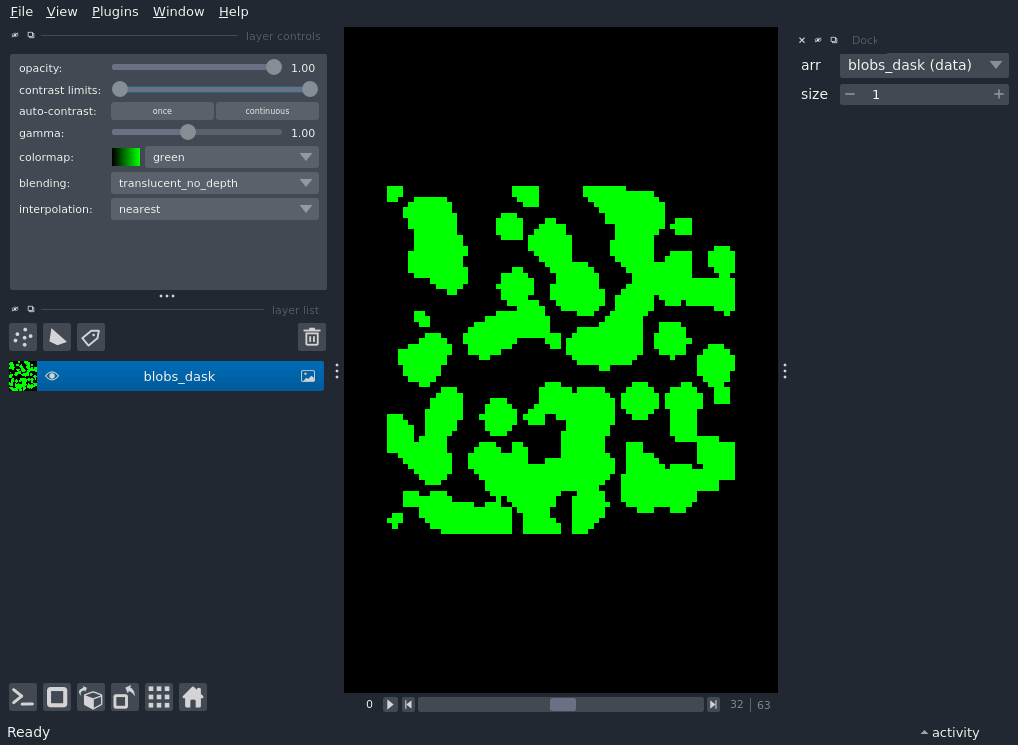 File View Plugins Window Help
layer controls
opacity: 1.00
contrast limits:
auto-contrast: once continuous
gamma: 1.00
colormap: green
blending: translucent_no_depth
interpolation: nearest
layer list
blobs_dask
Dock
arr blobs_dask (data)
size 1
0 32 63
Ready
activity